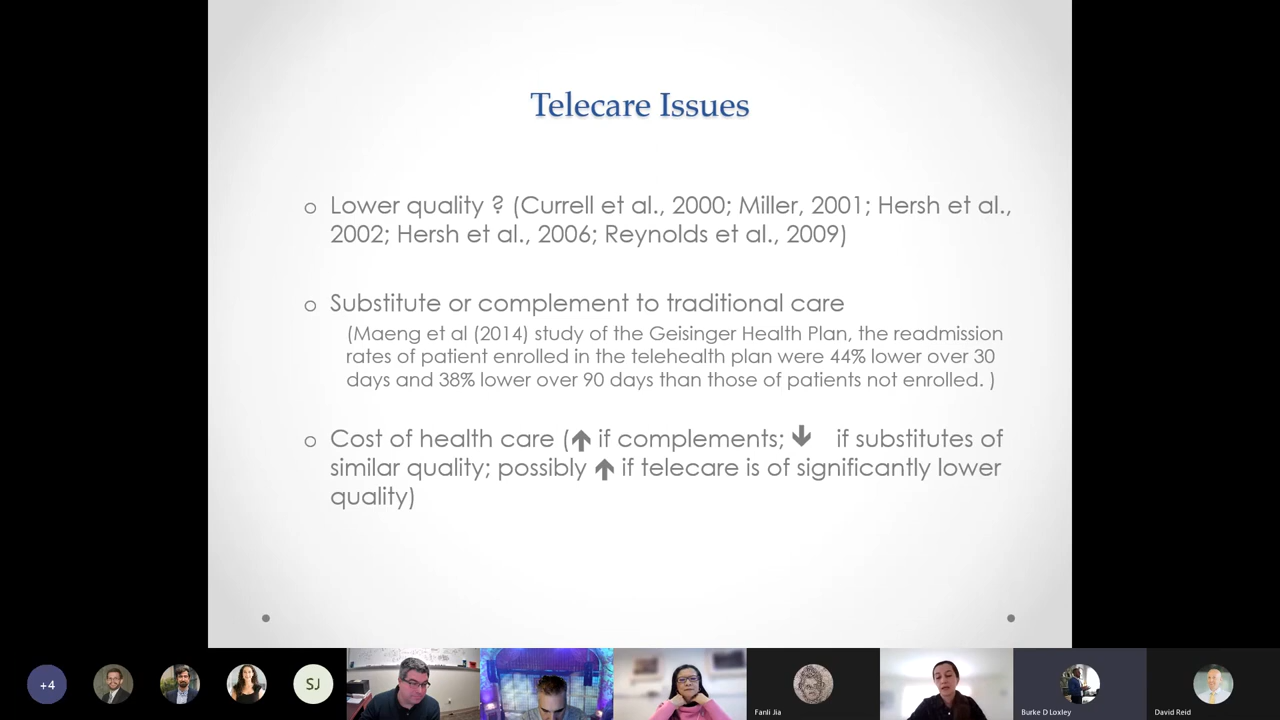 Telecare Issues
o Lower quality ? (Currell et al., 2000; Miller, 2001; Hersh et al.,
2002; Hersh et al., 2006; Reynolds et al., 2009)
o Substitute or complement to traditional care
(Maeng et al (2014) study of the Geisinger Health Plan, the readmission
rates of patient enrolled in the telehealth plan were 44% lower over 30
days and 38% lower over 90 days than those of patients not enrolled. )
o Cost of health care (🡹 if complements; 🡻 if substitutes of
similar quality; possibly 🡹 if telecare is of significantly lower
quality)
+4
SJ
Fanli Jia
Burke D Loxley
David Reid